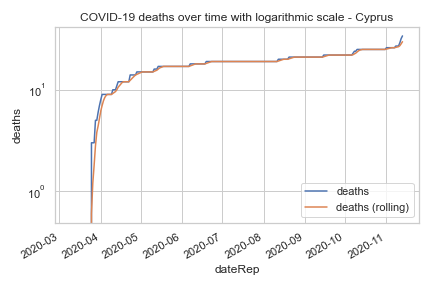 COVID-19 deaths over time with logarithmic scale - Cyprus
deaths
10¹
10⁰
deaths
deaths (rolling)
2020-03
2020-04
2020-05
2020-06
2020-07
2020-08
2020-09
2020-10
2020-11
dateRep